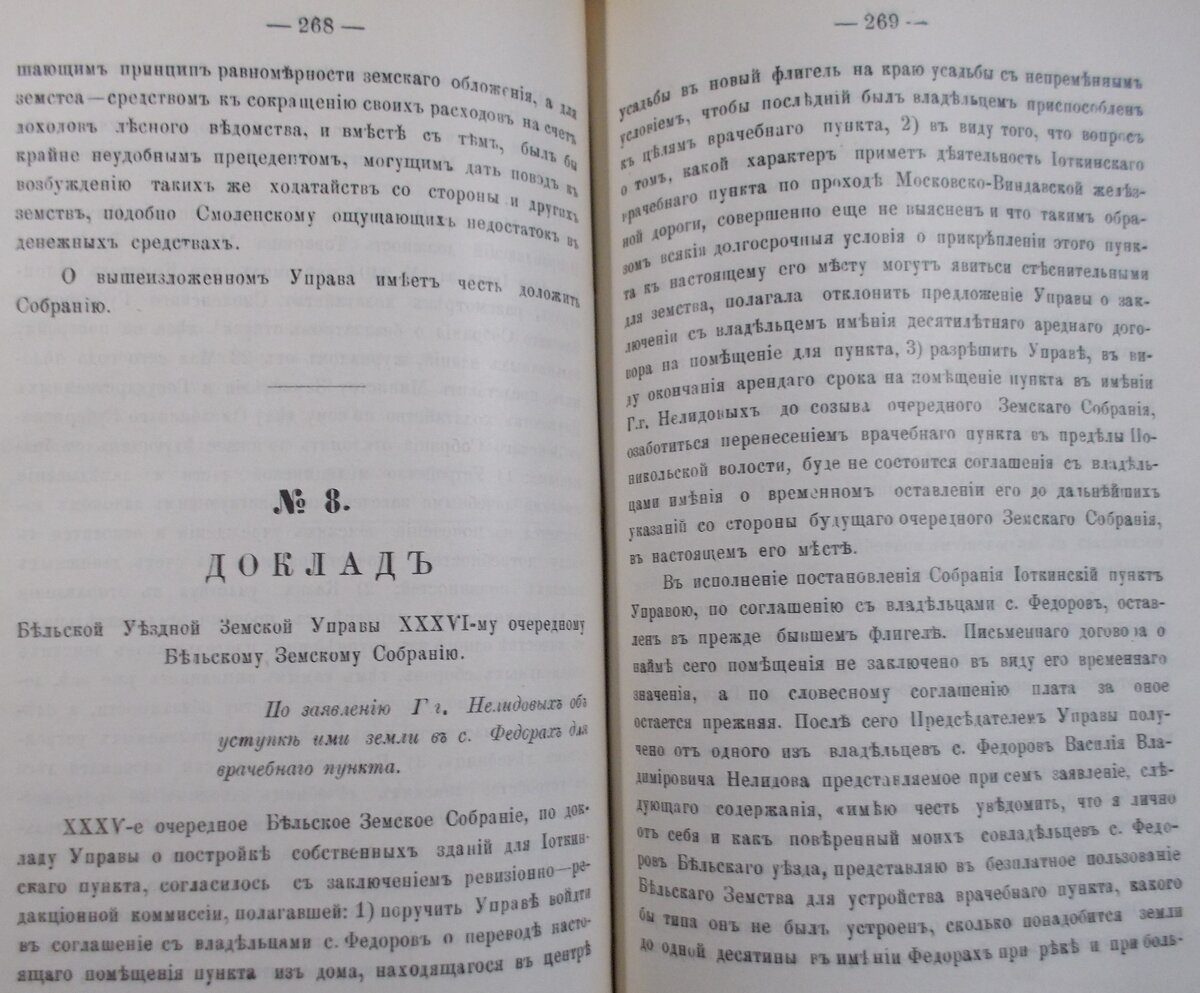 — 268 —
шающимъ принципъ равномѣрности земскаго обложенія, а для
земства—средствомъ къ сокращенію своихъ расходовъ на счетъ
доходовъ лѣсного вѣдомства, и вмѣстѣ съ тѣмъ, былъ бы
крайне неудобнымъ прецедентомъ, могущимъ дать поводъ къ
возбужденію такихъ же ходатайствъ со стороны и другихъ
земствъ, подобно Смоленскому ощущающихъ недостатокъ въ
денежныхъ средствахъ.
О вышеизложенномъ Управа имѣетъ честь доложить
Собранію.
№ 8.
ДОКЛАДЪ
Бѣльской Уѣздной Земской Управы XXXVI-му очередному
Бѣльскому Земскому Собранію.
По заявленію Гг. Нелидовыхъ объ
уступкѣ ими земли въ с. Федорахъ для
врачебнаго пункта.
XXXV-е очередное Бѣльское Земское Собраніе, по док-
ладу Управы о постройкѣ собственныхъ зданій для Іоткин-
скаго пункта, согласилось съ заключеніемъ ревизіонно—ре-
дакціонной коммиссіи, полагавшей: 1) поручить Управѣ войти
въ соглашеніе съ владѣльцами с. Федоровъ о переводѣ насто-
ящаго помѣщенія пункта изъ дома, находящагося въ центрѣ
— 269 —
усадьбы въ новый флигель на краю усадьбы съ непремѣннымъ
условіемъ, чтобы послѣдній былъ владѣльцемъ приспособленъ
къ цѣлямъ врачебнаго пункта, 2) въ виду того, что вопросъ
о томъ, какой характеръ приметъ дѣятельность Іоткинскаго
врачебнаго пункта по проходѣ Московско-Виндавской желѣз-
ной дороги, совершенно еще не выясненъ и что такимъ обра-
зомъ всякія долгосрочныя условія о прикрѣпленіи этого пунк-
та къ настоящему его мѣсту могутъ явиться стѣснительными
для земства, полагала отклонить предложеніе Управы о зак-
люченіи съ владѣльцемъ имѣнія десятилѣтняго ареднаго дого-
вора на помѣщеніе для пункта, 3) разрѣшить Управѣ, въ ви-
ду окончанія арендаго срока на помѣщеніе пункта въ имѣніи
Г.г. Нелидовыхъ до созыва очереднаго Земскаго Собранія,
озаботиться перенесеніемъ врачебнаго пункта въ предѣлы По-
никольской волости, буде не состоится соглашенія съ владѣль-
цами имѣнія о временномъ оставленіи его до дальнѣйшихъ
указаній со стороны будущаго очереднаго Земскаго Собранія,
въ настоящемъ его мѣстѣ.
Въ исполненіе постановленія Собранія Іоткинскій пунктъ
Управою, по соглашенію съ владѣльцами с. Федоровъ, остав-
ленъ въ прежде бывшемъ флигелѣ. Письменнаго договора о
наймѣ сего помѣщенія не заключено въ виду его временнаго
значенія, а по словесному соглашенію плата за оное
остается прежняя. Послѣ сего Предсѣдателемъ Управы полу-
чено отъ одного изъ владѣльцевъ с. Федоровъ Василія Вла-
диміровича Нелидова представляемое при семъ заявленіе, слѣ-
дующаго содержанія, «имѣю честь увѣдомить, что я лично
отъ себя и какъ повѣренный моихъ совладѣльцевъ с. Федо-
ровъ Бѣльскаго уѣзда, представляю въ безплатное пользованіе
Бѣльскаго Земства для устройства врачебнаго пункта, какого
бы типа онъ не былъ устроенъ, сколько понадобится земли
до одной десятины въ имѣніи Федорахъ при рѣкѣ и при боль-